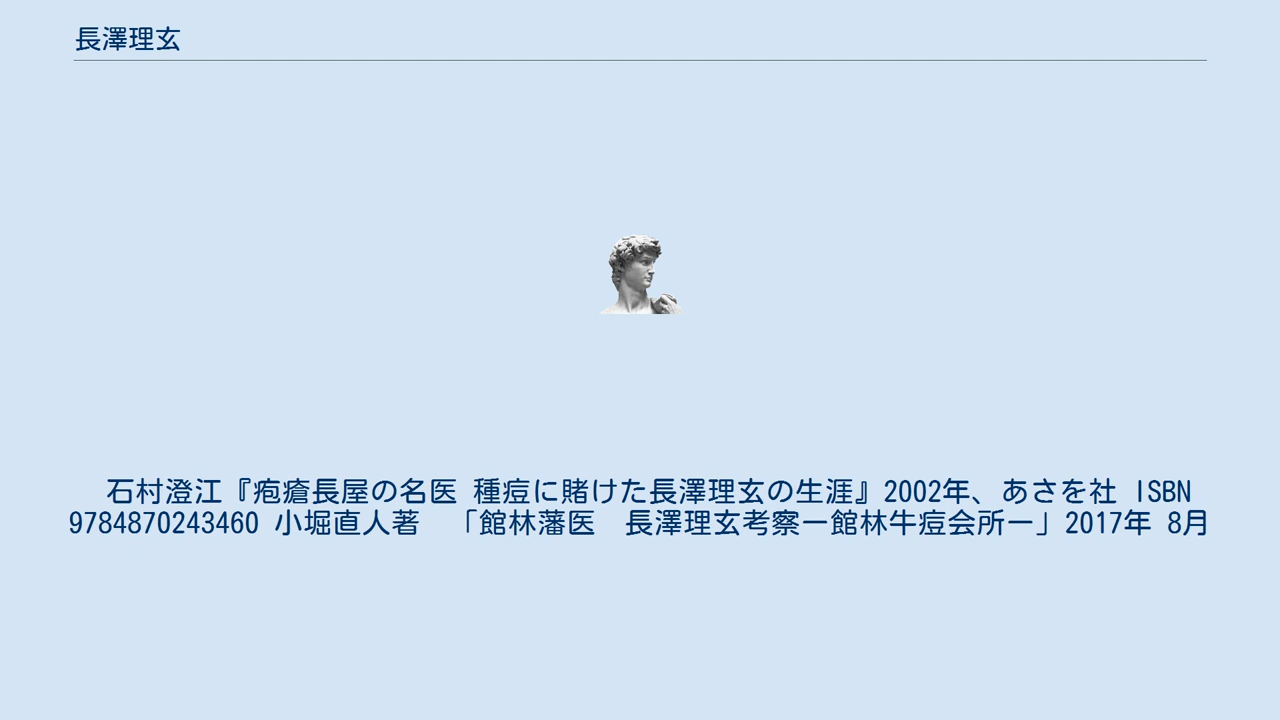 長澤理玄
石村澄江『疱瘡長屋の名医 種痘に賭けた長澤理玄の生涯』2002年、あさを社 ISBN
9784870243460 小堀直人著　「館林藩医　長澤理玄考察ー館林牛痘会所ー」2017年 8月